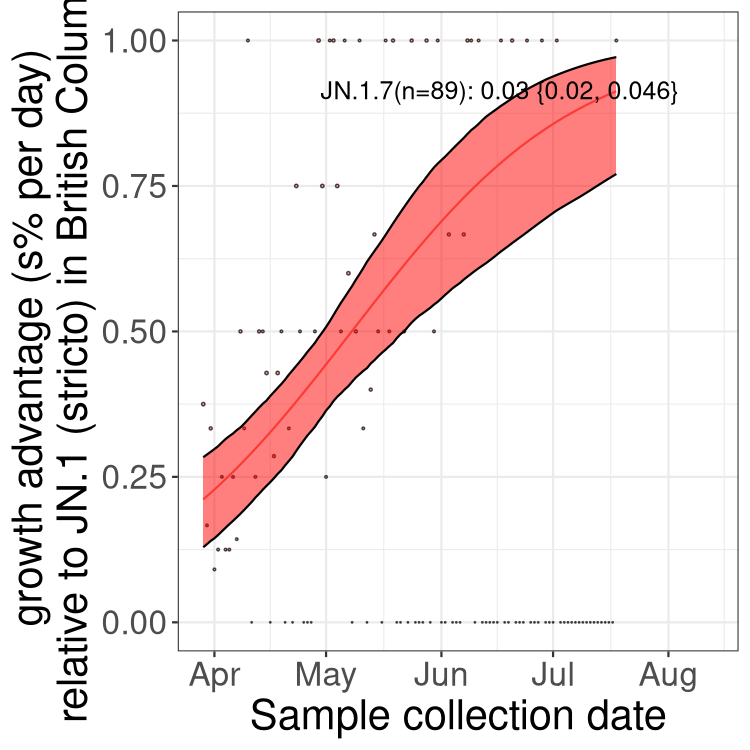 growth advantage (s% per day)
relative to JN.1 (stricto) in British Colum
1.00
0.75
0.50
0.25
0.00
JN.1.7(n=89): 0.03 {0.02, 0.046}
Apr May Jun Jul Aug
Sample collection date